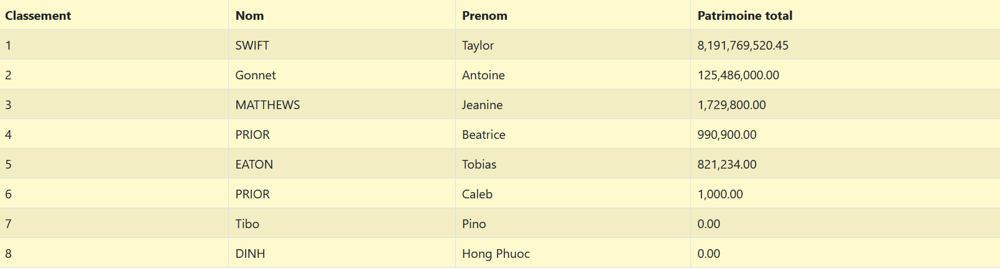 Classement Nom Prenom Patrimoine total
1 SWIFT Taylor 8,191,769,520.45
2 Gonnet Antoine 125,486,000.00
3 MATTHEWS Jeanine 1,729,800.00
4 PRIOR Beatrice 990,900.00
5 EATON Tobias 821,234.00
6 PRIOR Caleb 1,000.00
7 Tibo Pino 0.00
8 DINH Hong Phuoc 0.00